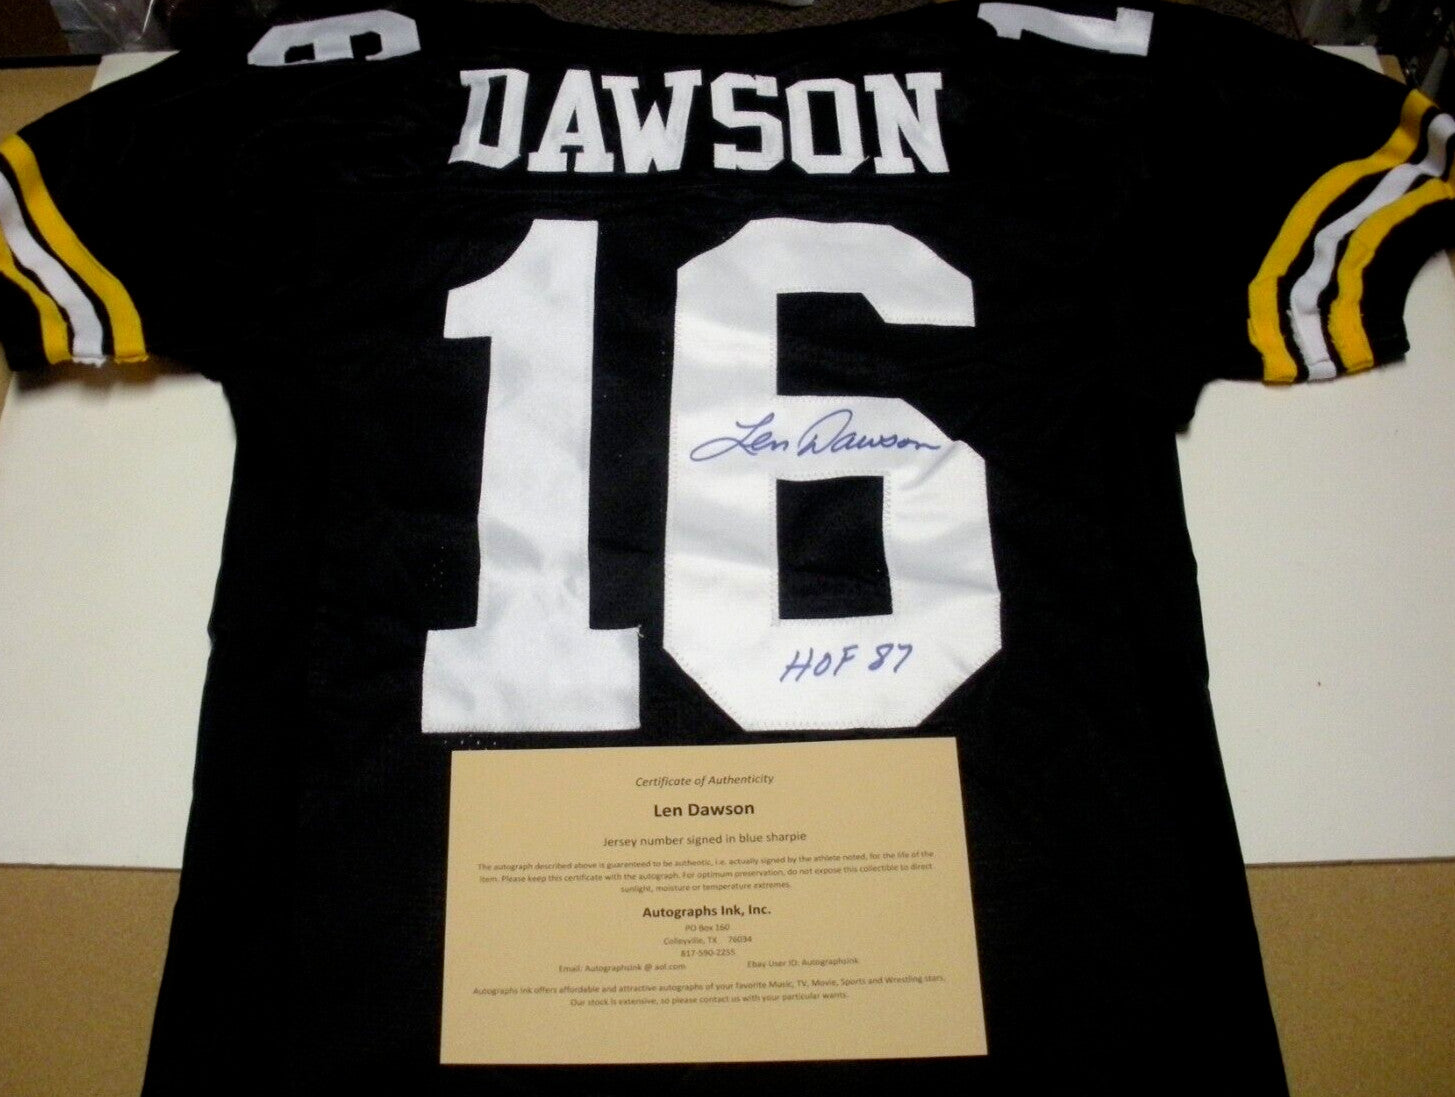 DAWSON
16
Len Dawson
HOF 87
Certificate of Authenticity
Len Dawson
Jersey number signed in blue sharpie
The autograph described above is guaranteed to be authentic, i.e. actually signed by the athlete noted, for the life of the
item. Please keep this certificate with the autograph. For optimum preservation, do not expose this collectible to direct
sunlight, moisture or temperature extremes.
Autographs Ink, Inc.
PO Box 160
Colleyville, TX 76034
817-590-2255
Email: Autographsink @ aol.com Ebay User ID: Autographsink
Autographs Ink offers affordable and attractive autographs of your favorite Music, TV, Movie, Sports and Wrestling stars.
Our stock is extensive, so please contact us with your particular wants.